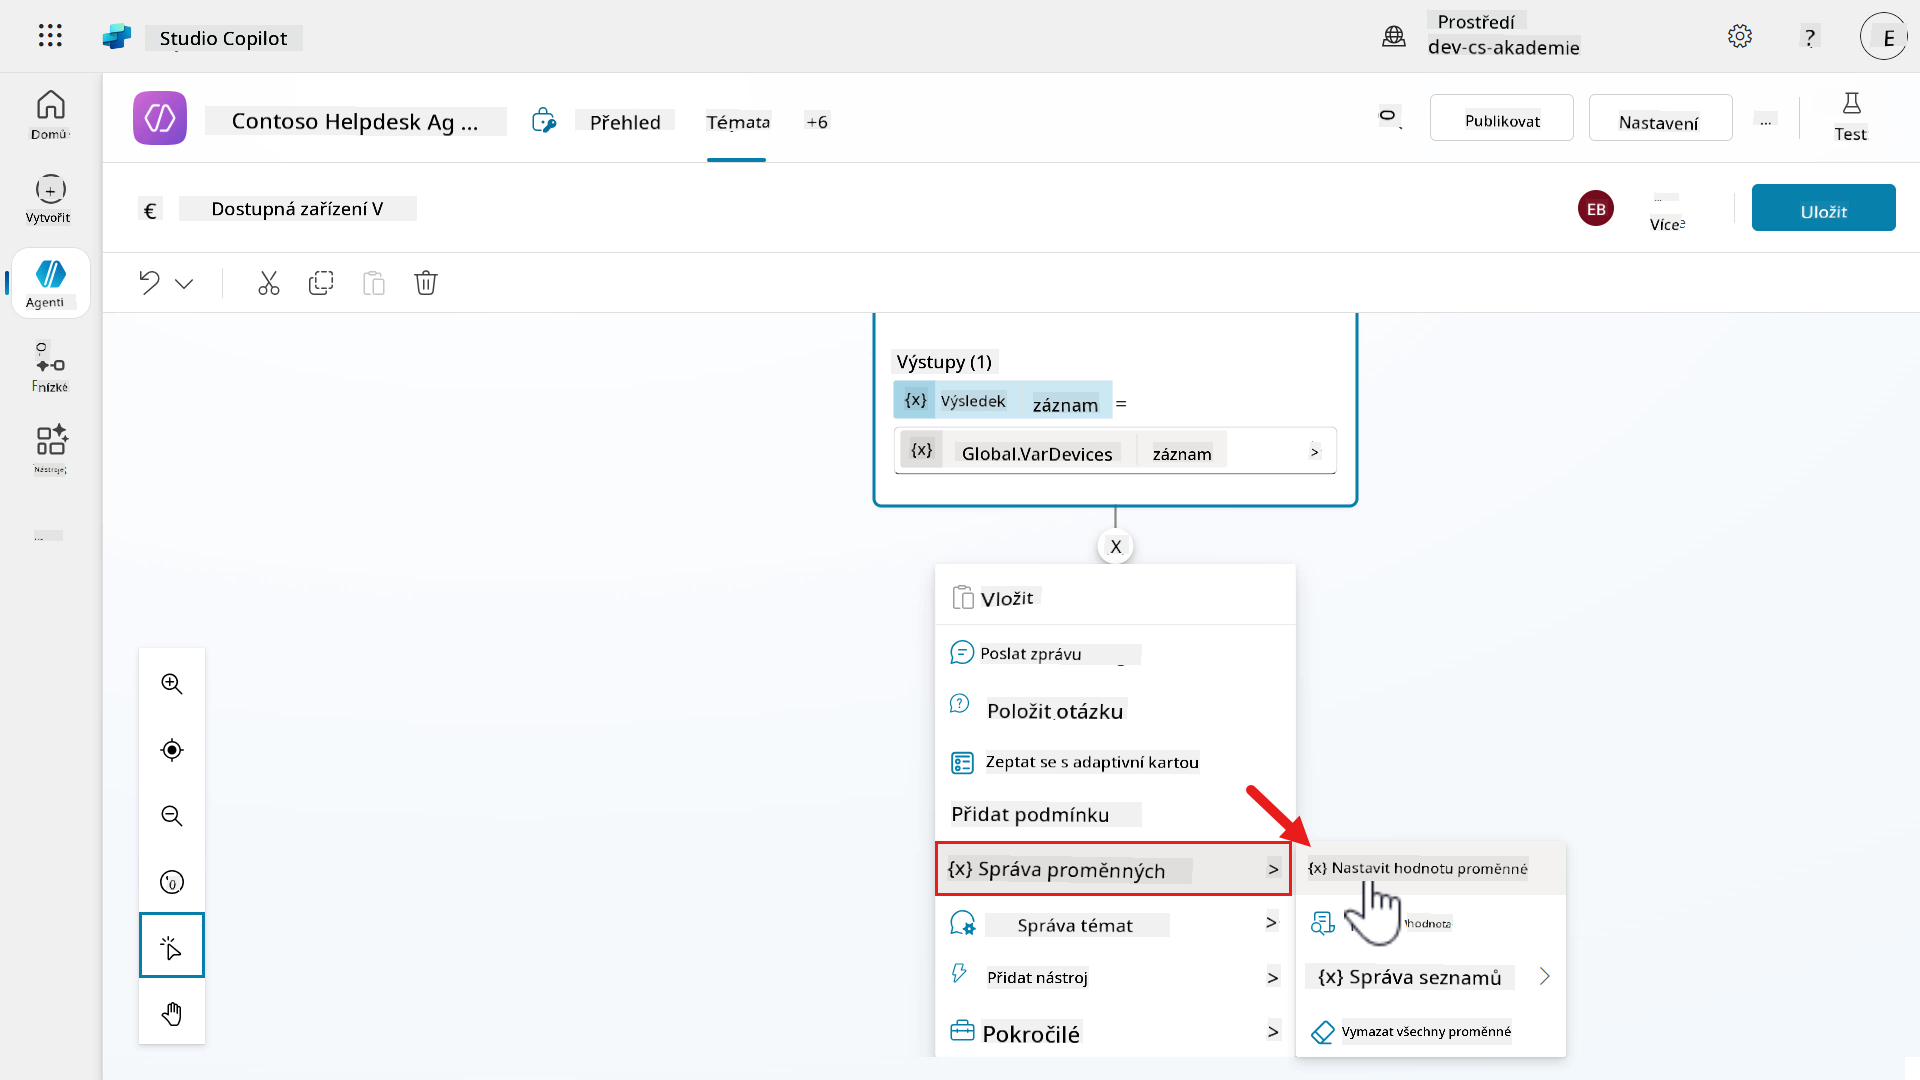 Studio Copilot
Prostředí
dev-cs-akademie
?
E
Domů
Vytvořit
Agenti
Fnízké
Nástroje
...
Contoso Helpdesk Ag ...
Přehled
Témata
+6
Publikovat
Nastavení
...
Test
€
Dostupná zařízení V
EB
...
Více
Uložit
Výstupy (1)
{x} Výsledek záznam =
{x} Global.VarDevices záznam >
X
Vložit
Poslat zprávu
Položit otázku
Zeptat se s adaptivní kartou
Přidat podmínku
{x} Správa proměnných >
Správa témat >
Přidat nástroj >
Pokročilé >
{x} Nastavit hodnotu proměnné
hodnota
{x} Správa seznamů
Vymazat všechny proměnné